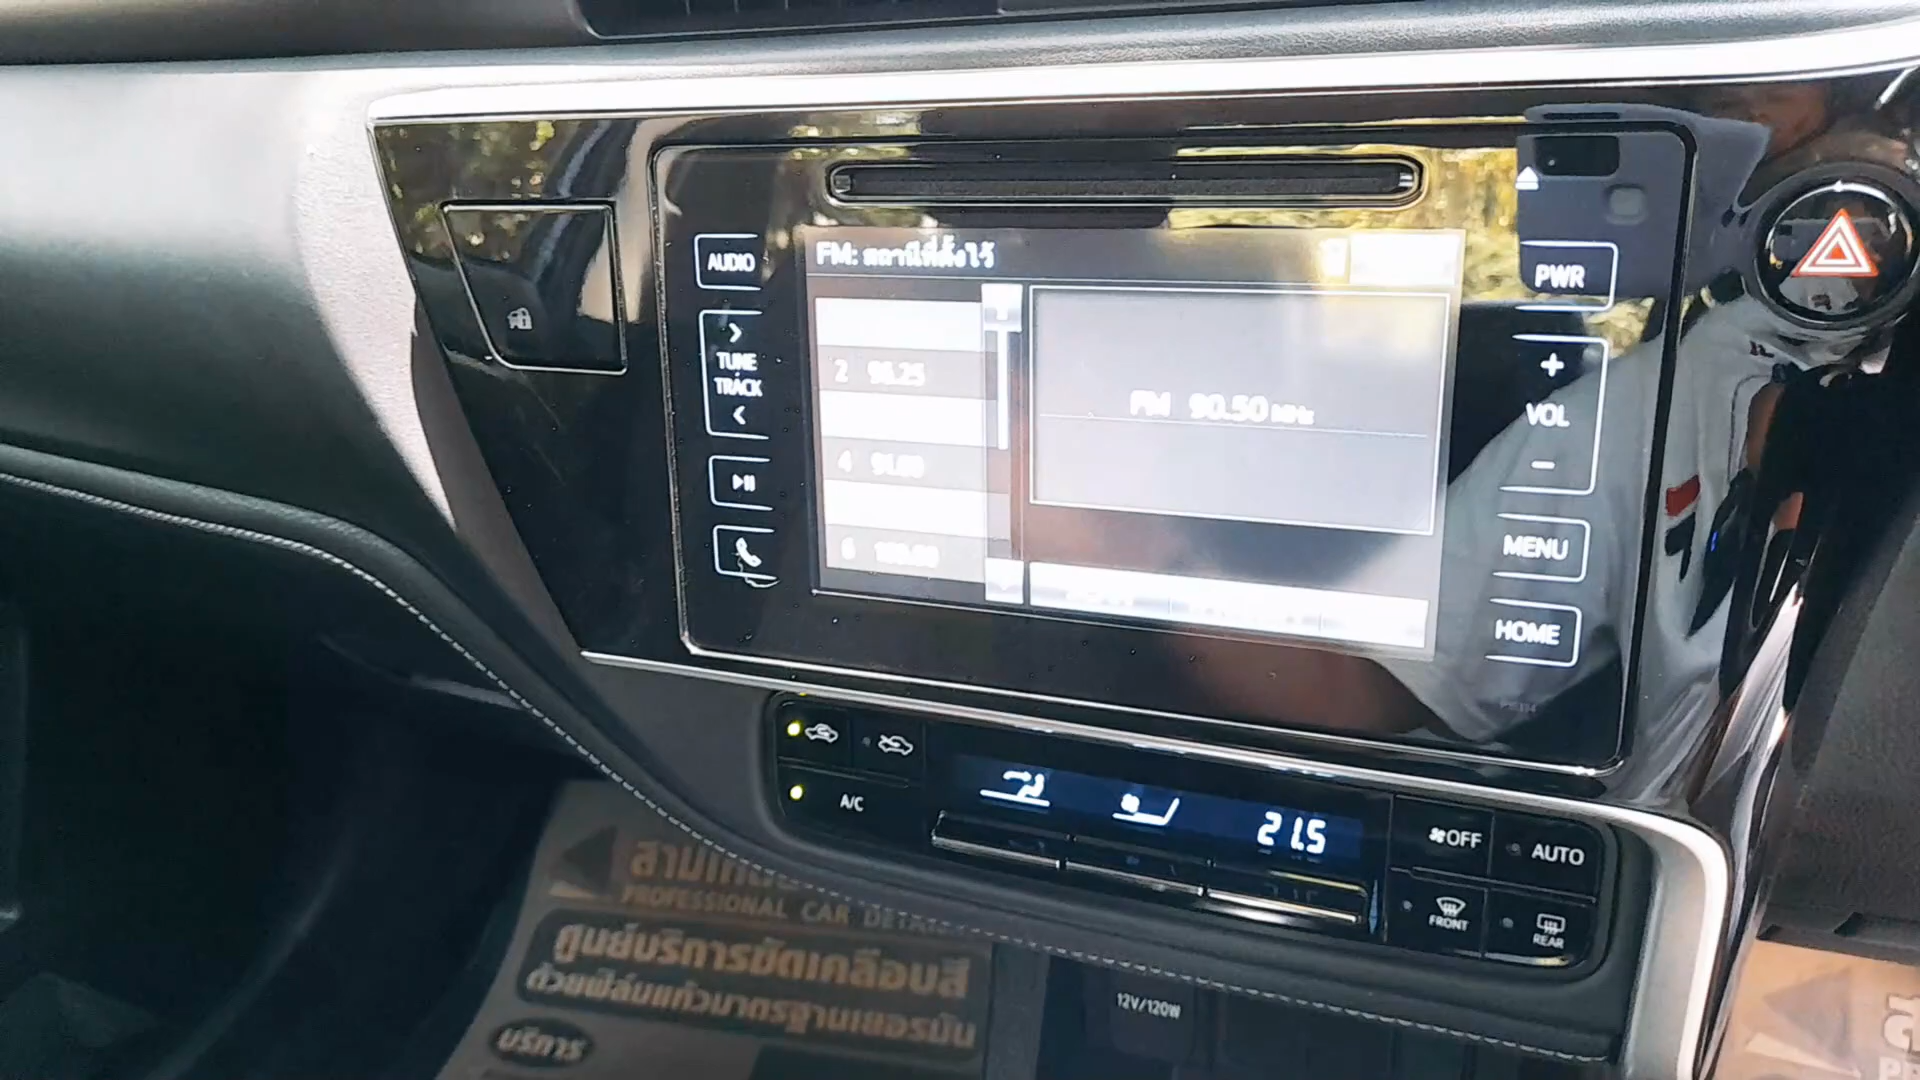 AUDIO
FM: สถานีที่ตั้งไว้
PWR
TUNE
TRACK
2 96.25
FM 90.50 MHz
+
VOL
-
4
6
MENU
HOME
A/C
21.5
OFF
AUTO
FRONT
REAR
PROFESSIONAL CAR
ศูนย์บริการขัดเคลือบสี
ด้วยฟิล์มแก้วมาตรฐานเยอรมัน
บริการ
12V/120W